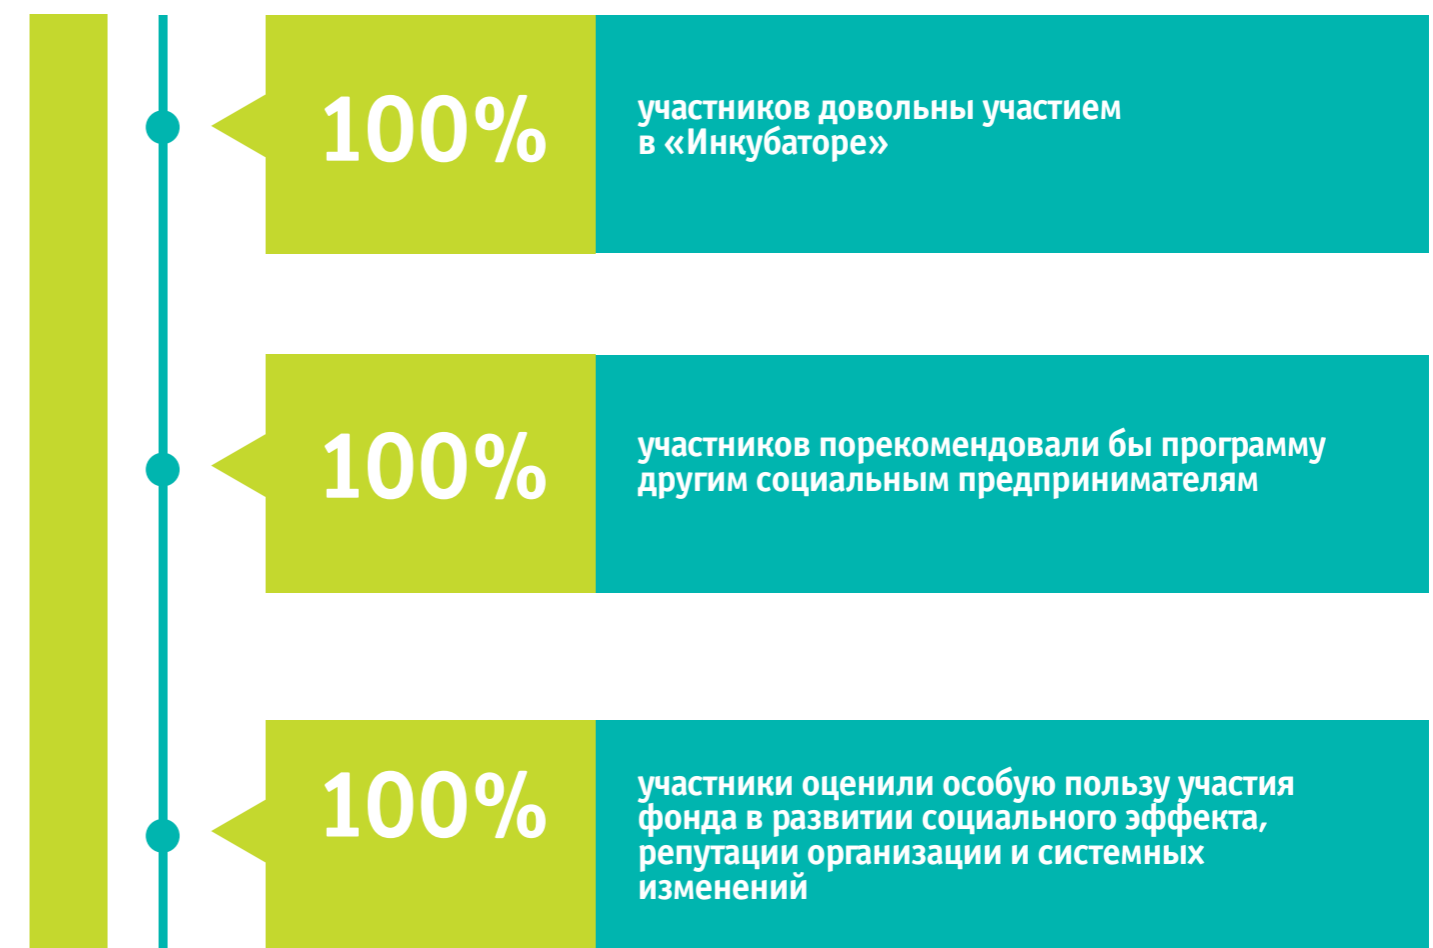 100%
участников довольны участием
в «Инкубаторе»
100%
участников порекомендовали бы программу
другим социальным предпринимателям
100%
участники оценили особую пользу участия
фонда в развитии социального эффекта,
репутации организации и системных
изменений